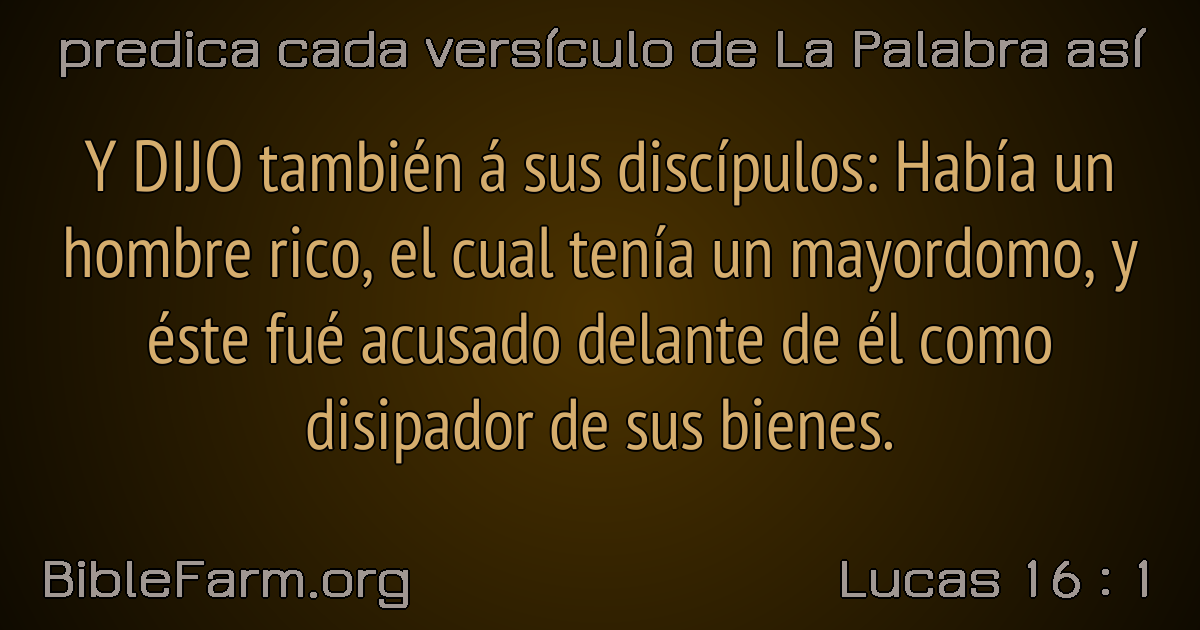 predica cada versículo de La Palabra así
Y DIJO también á sus discípulos: Había un
hombre rico, el cual tenía un mayordomo, y
éste fué acusado delante de él como
disipador de sus bienes.
BibleFarm.org
Lucas 16 : 1